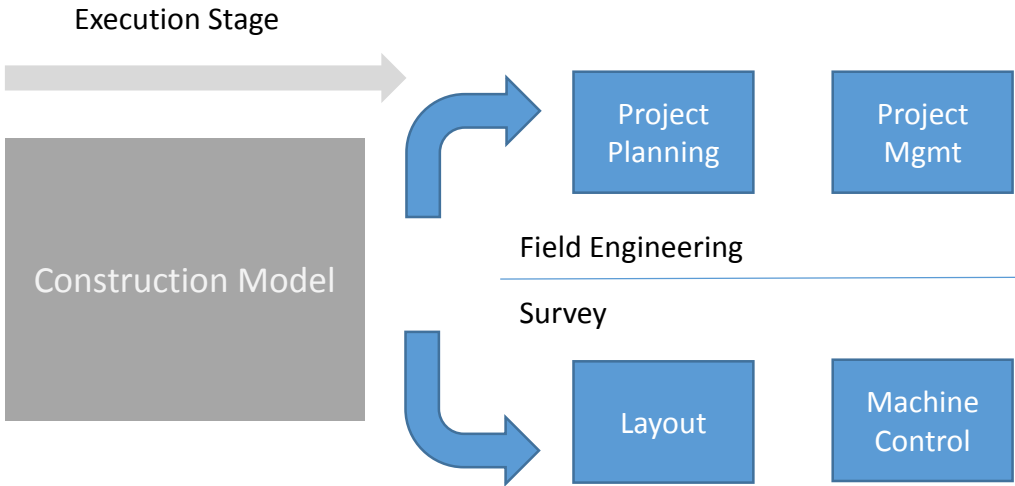 Execution Stage
Project
Planning
Project
Mgmt
Construction Model
Field Engineering
Survey
Layout
Machine
Control